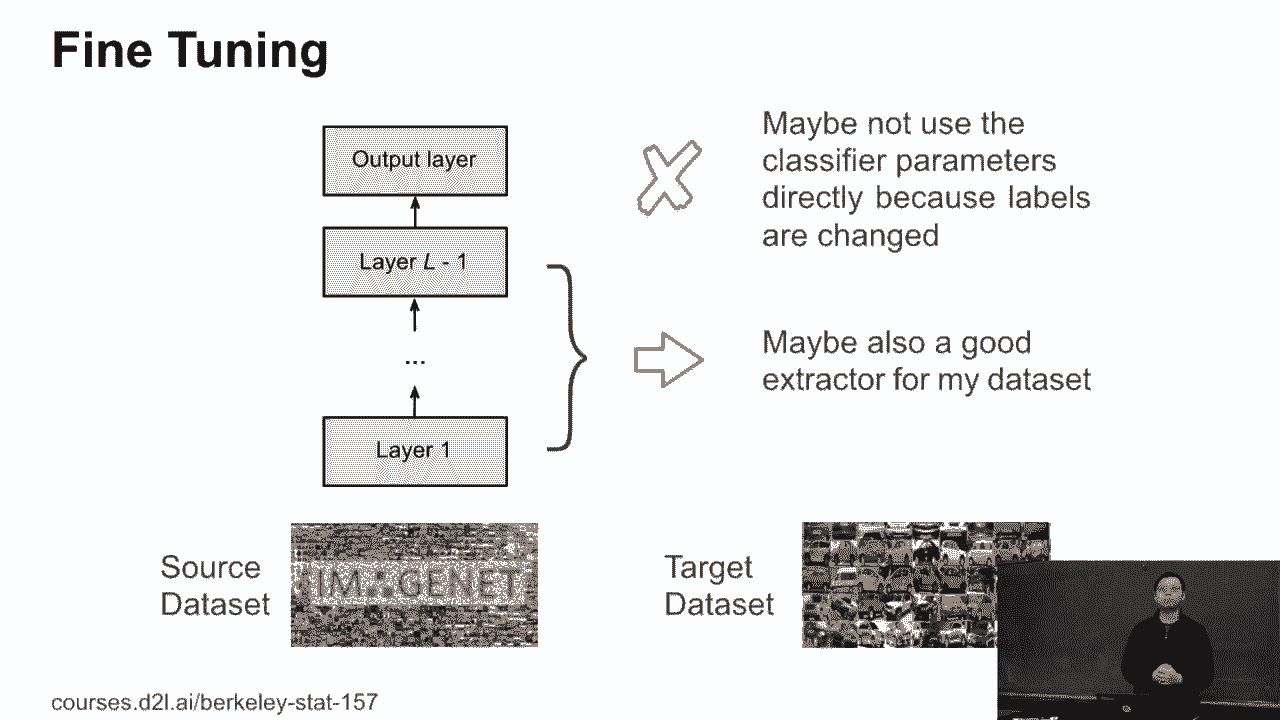 Fine Tuning
Output layer
Layer L - 1
...
Layer 1
Maybe not use the
classifier parameters
directly because labels
are changed
Maybe also a good
extractor for my dataset
Source
Dataset
IMAGENET
Target
Dataset
courses.d2l.ai/berkeley-stat-157